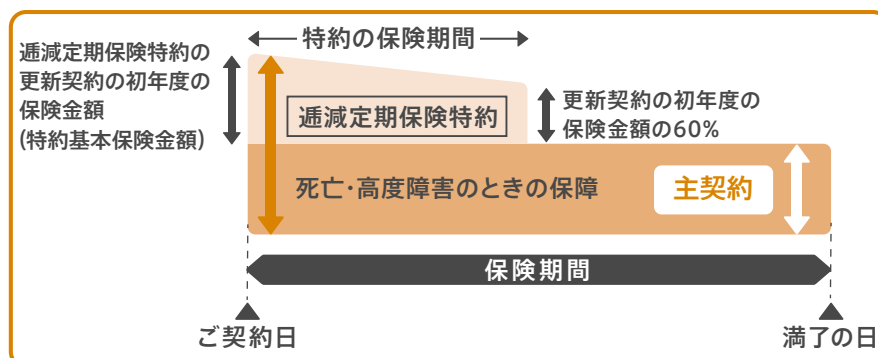 特約の保険期間
逓減定期保険特約の
更新契約の初年度の
保険金額
(特約基本保険金額)
逓減定期保険特約
更新契約の初年度の
保険金額の60%
死亡・高度障害のときの保障
主契約
保険期間
ご契約日
満了の日